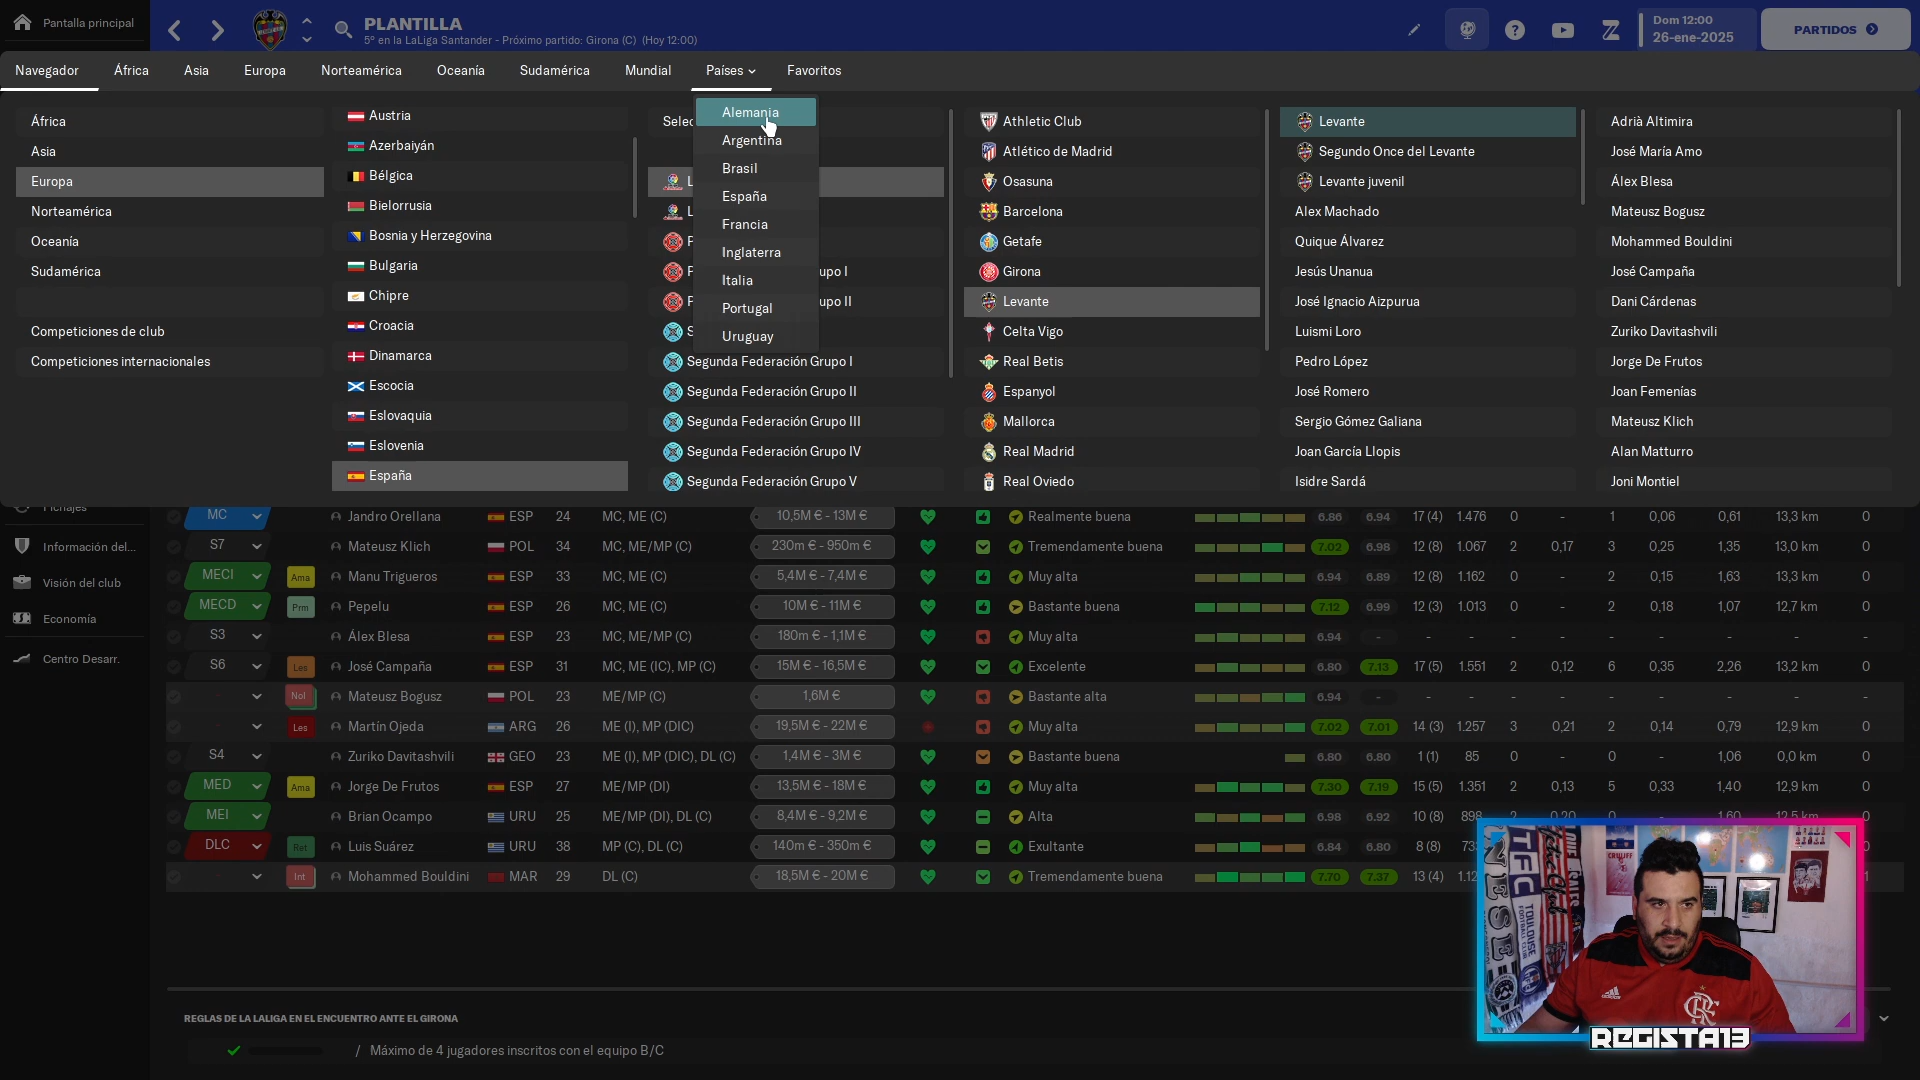 Pantalla principal
PLANTILLA
5º en la LaLiga Santander - Próximo partido: Girona (C) (Hoy 12:00)
Dom 12:00
26-ene-2025
PARTIDOS
Navegador África Asia Europa Norteamérica Oceanía Sudamérica Mundial Países Favoritos
África
Asia
Europa
Norteamérica
Oceanía
Sudamérica
Competiciones de club
Competiciones internacionales
Austria
Azerbaiyán
Bélgica
Bielorrusia
Bosnia y Herzegovina
Bulgaria
Chipre
Croacia
Dinamarca
Escocia
Eslovaquia
Eslovenia
España
Selec
L
L
P
P upo I
P upo II
S
Segunda Federación Grupo I
Segunda Federación Grupo II
Segunda Federación Grupo III
Segunda Federación Grupo IV
Segunda Federación Grupo V
Alemania
Argentina
Brasil
España
Francia
Inglaterra
Italia
Portugal
Uruguay
Athletic Club
Atlético de Madrid
Osasuna
Barcelona
Getafe
Girona
Levante
Celta Vigo
Real Betis
Espanyol
Mallorca
Real Madrid
Real Oviedo
Levante
Segundo Once del Levante
Levante juvenil
Alex Machado
Quique Álvarez
Jesús Unanua
José Ignacio Aizpurua
Luismi Loro
Pedro López
José Romero
Sergio Gómez Galiana
Joan García Llopis
Isidre Sardá
Adrià Altimira
José María Amo
Álex Blesa
Mateusz Bogusz
Mohammed Bouldini
José Campaña
Dani Cárdenas
Zuriko Davitashvili
Jorge De Frutos
Joan Femenías
Mateusz Klich
Alan Matturro
Joni Montiel
Fichajes
Información del...
Visión del club
Economía
Centro Desarr.
MC Jandro Orellana ESP 24 MC, ME (C) 10,5M € - 13M € Realmente buena 6.86 6.94 17 (4) 1.476 0 - 1 0,06 0,61 13,3 km 0
S7 Mateusz Klich POL 34 MC, ME/MP (C) 230m € - 950m € Tremendamente buena 7.02 6.98 12 (8) 1.067 2 0,17 3 0,25 1,35 13,0 km 0
MECI Ama Manu Trigueros ESP 33 MC, ME (C) 5,4M € - 7,4M € Muy alta 6.94 6.89 12 (8) 1.162 0 - 2 0,15 1,63 13,3 km 0
MECD Prm Pepelu ESP 26 MC, ME (C) 10M € - 11M € Bastante buena 7.12 6.99 12 (3) 1.013 0 - 2 0,18 1,07 12,7 km 0
S3 Álex Blesa ESP 23 MC, ME/MP (C) 180m € - 1,1M € Muy alta 6.94 - - - - - - - - - -
S6 Les José Campaña ESP 31 MC, ME (IC), MP (C) 15M € - 16,5M € Excelente 6.80 7.13 17 (5) 1.551 2 0,12 6 0,35 2,26 13,2 km 0
- Nol Mateusz Bogusz POL 23 ME/MP (C) 1,6M € Bastante alta 6.94 - - - - - - - - - -
- Les Martín Ojeda ARG 26 ME (I), MP (DIC) 19,5M € - 22M € Muy alta 7.02 7.01 14 (3) 1.257 3 0,21 2 0,14 0,79 12,9 km 0
S4 Zuriko Davitashvili GEO 23 ME (I), MP (DIC), DL (C) 1,4M € - 3M € Bastante buena 6.80 6.80 1 (1) 85 0 - 0 - 1,06 0,0 km 0
MED Ama Jorge De Frutos ESP 27 ME/MP (DI) 13,5M € - 18M € Muy alta 7.30 7.19 15 (5) 1.351 2 0,13 5 0,33 1,40 12,9 km 0
MEI Brian Ocampo URU 25 ME/MP (DI), DL (C) 8,4M € - 9,2M € Alta 6.98 6.92 10 (8) 898 2 0,20 0 - 1,60 12,5 km 0
DLC Ret Luis Suárez URU 38 MP (C), DL (C) 140m € - 350m € Exultante 6.84 6.80 8 (8) 73
- Int Mohammed Bouldini MAR 29 DL (C) 18,5M € - 20M € Tremendamente buena 7.70 7.37 13 (4) 1.12
REGLAS DE LA LALIGA EN EL ENCUENTRO ANTE EL GIRONA
/ Máximo de 4 jugadores inscritos con el equipo B/C
CRUIJFF
TFC
TOULOUSE
FOOTBALL CLUB
adidas
CRF
REGISTA13